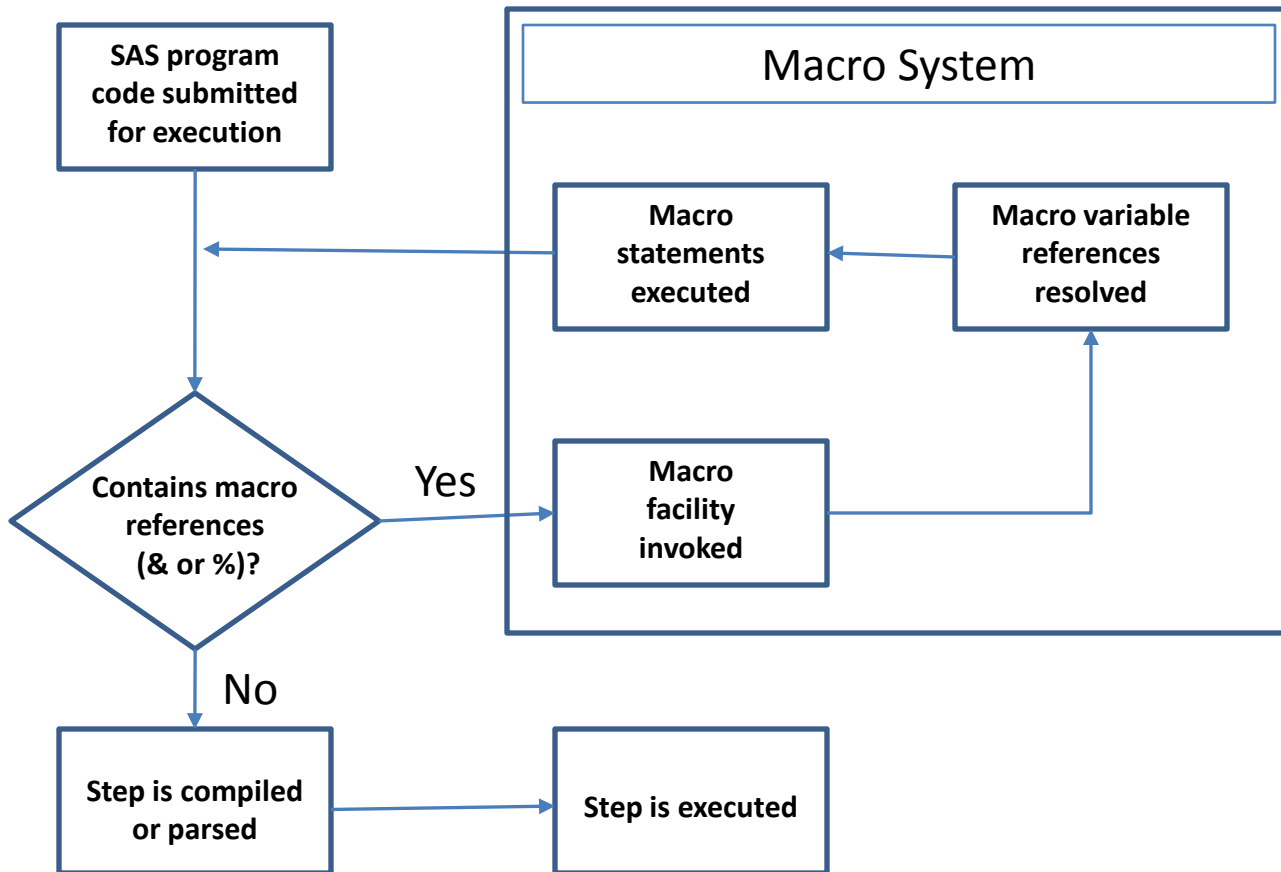 SAS program
code submitted
for execution
Macro System
Macro
statements
executed
Macro variable
references
resolved
Contains macro
references
(& or %)?
Yes
Macro
facility
invoked
No
Step is compiled
or parsed
Step is executed